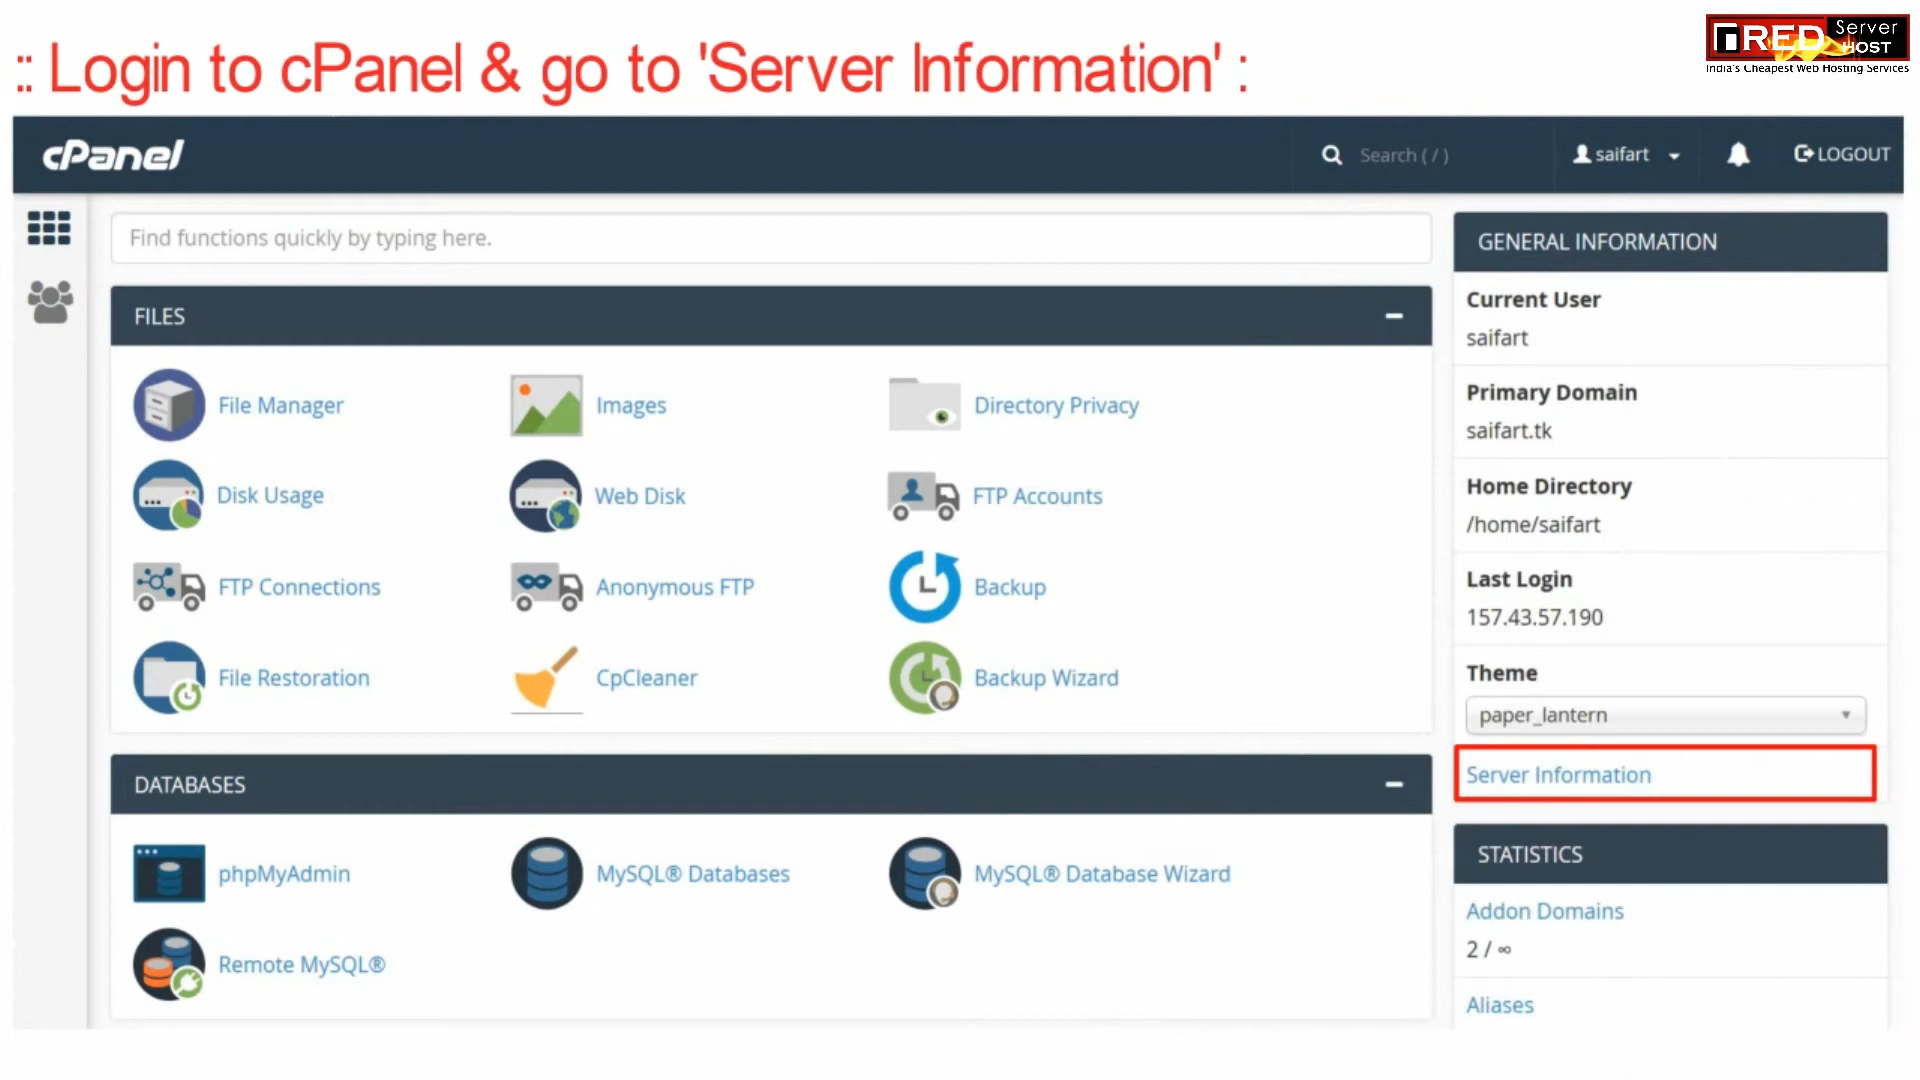 :: Login to cPanel & go to 'Server Information' :
RED Server
HOST
India's Cheapest Web Hosting Services
cPanel
Search ( / )
saifart
LOGOUT
Find functions quickly by typing here.
FILES
File Manager
Images
Directory Privacy
Disk Usage
Web Disk
FTP Accounts
FTP Connections
Anonymous FTP
Backup
File Restoration
CpCleaner
Backup Wizard
DATABASES
phpMyAdmin
MySQL® Databases
MySQL® Database Wizard
Remote MySQL®
GENERAL INFORMATION
Current User
saifart
Primary Domain
saifart.tk
Home Directory
/home/saifart
Last Login
157.43.57.190
Theme
paper_lantern
Server Information
STATISTICS
Addon Domains
2 / ∞
Aliases